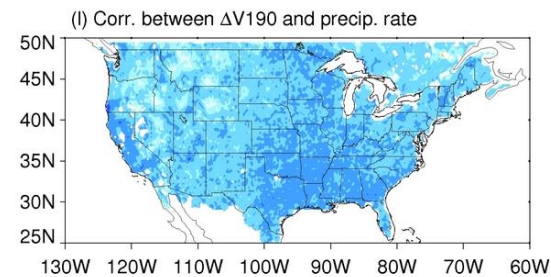 (l) Corr. between ΔV190 and precip. rate
50N
45N
40N
35N
30N
25N
130W 120W 110W 100W 90W 80W 70W 60W